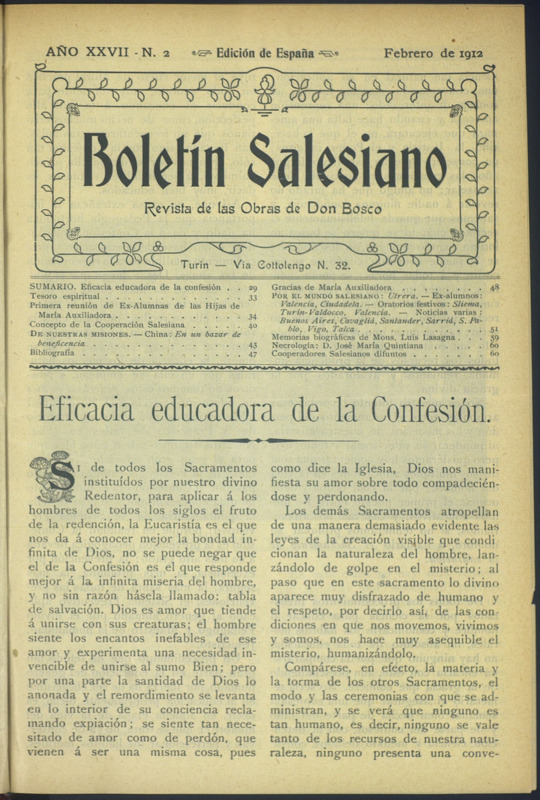 AÑO XXVII - N. 2 Edición de España Febrero de 1912
Boletín Salesiano
Revista de las Obras de Don Bosco
Turín — Via Cottolengo N. 32.
SUMARIO. Eficacia educadora de la confesión . . 29
Tesoro espiritual . . . . . . . . . . . . . . 33
Primera reunión de Ex-Alumnas de las Hijas de
María Auxiliadora . . . . . . . . . . . . . 34
Concepto de la Cooperación Salesiana . . . . . 40
DE NUESTRAS MISIONES. — China: En un bazar de
beneficencia . . . . . . . . . . . . . . . 43
Bibliografía . . . . . . . . . . . . . . . . 47
Gracias de María Auxiliadora . . . . . . . . . 48
POR EL MUNDO SALESIANO: Utrera. — Ex-alumnos:
Valencia, Ciudadela. — Oratorios festivos: Sliema,
Turín-Valdocco, Valencia. — Noticias varias:
Buenos Aires, Cavagliá, Santander, Sarriá, S. Pa-
blo, Vigo, Talca . . . . . . . . . . . . . 51
Memorias biográficas de Mons. Luis Lasagna . . . 59
Necrología: D. José María Quintiana . . . . . . 60
Cooperadores Salesianos difuntos . . . . . . . 60
Eficacia educadora de la Confesión.
SI de todos los Sacramentos
instituídos por nuestro divino
Redentor, para aplicar á los
hombres de todos los siglos el fruto
de la redención, la Eucaristía es el que
nos da á conocer mejor la bondad in-
finita de Dios, no se puede negar que
el de la Confesión es el que responde
mejor á la infinita miseria del hombre,
y no sin razón hásela llamado: tabla
de salvación. Dios es amor que tiende
á unirse con sus creaturas; el hombre
siente los encantos inefables de ese
amor y experimenta una necesidad in-
vencible de unirse al sumo Bien; pero
por una parte la santidad de Dios lo
anonada y el remordimiento se levanta
en lo interior de su conciencia recla-
mando expiación; se siente tan nece-
sitado de amor como de perdón, que
vienen á ser una misma cosa, pues
como dice la Iglesia, Dios nos mani-
fiesta su amor sobre todo compadecién-
dose y perdonando.
Los demás Sacramentos atropellan
de una manera demasiado evidente las
leyes de la creación visible que condi
cionan la naturaleza del hombre, lan-
zándolo de golpe en el misterio; al
paso que en este sacramento lo divino
aparece muy disfrazado de humano y
el respeto, por decirlo así, de las con-
diciones en que nos movemos, vivimos
y somos, nos hace muy asequible el
misterio, humanizándolo.
Compárese, en efecto, la materia y
la torma de los otros Sacramentos, el
modo y las ceremonias con que se ad-
ministran, y se verá que ninguno es
tan humano, es decir, ninguno se vale
tanto de los recursos de nuestra natu-
raleza, ninguno presenta una conve-